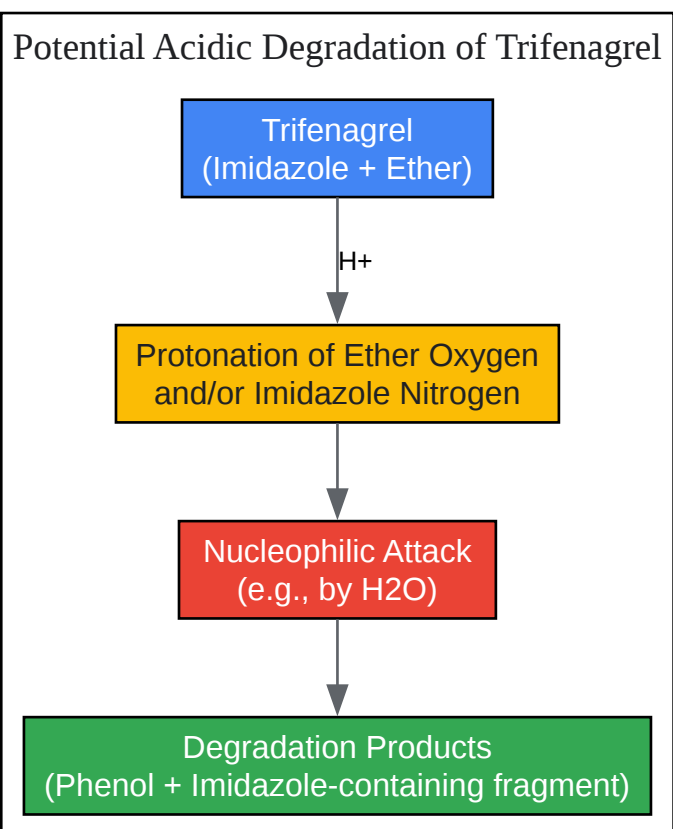 Potential Acidic Degradation of Trifenagrel
Trifenagrel
(Imidazole + Ether)
H+
Protonation of Ether Oxygen
and/or Imidazole Nitrogen
Nucleophilic Attack
(e.g., by H2O)
Degradation Products
(Phenol + Imidazole-containing fragment)